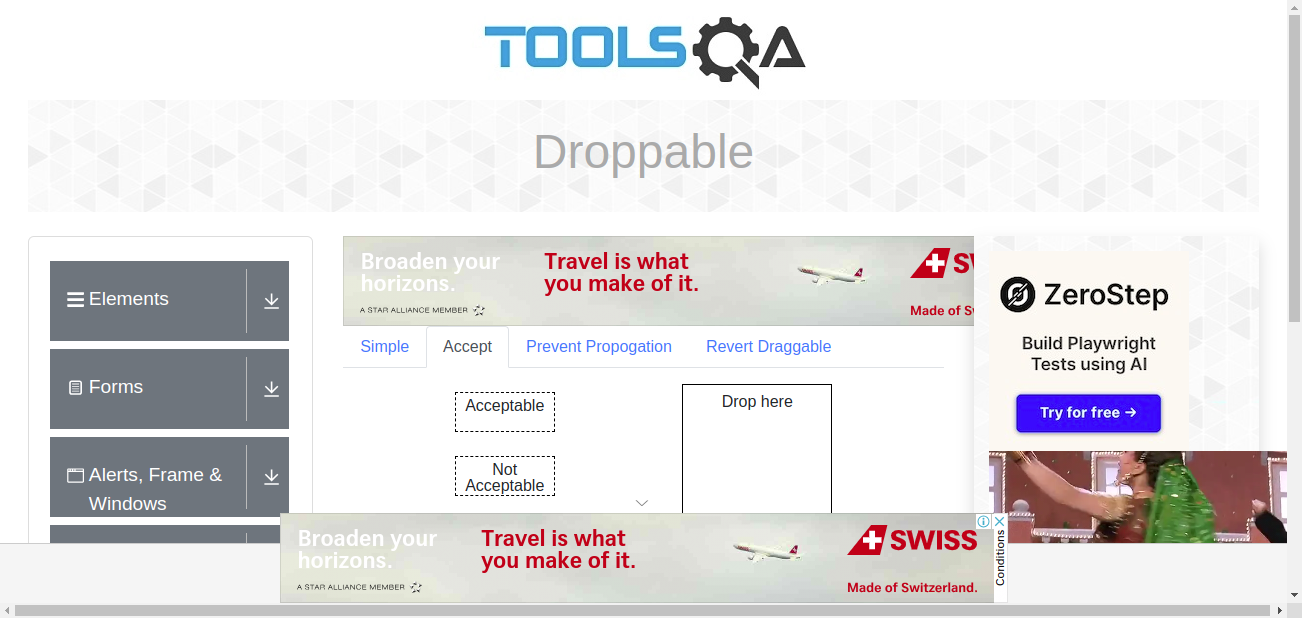 TOOLSQA
Droppable
Elements
Forms
Alerts, Frame &
Windows
Broaden your
horizons.
A STAR ALLIANCE MEMBER
Travel is what
you make of it.
Made of S
Simple
Accept
Prevent Propogation
Revert Draggable
Acceptable
Not
Acceptable
Drop here
ZeroStep
Build Playwright
Tests using AI
Try for free →
Broaden your
horizons.
A STAR ALLIANCE MEMBER
Travel is what
you make of it.
SWISS
Made of Switzerland.
Conditions